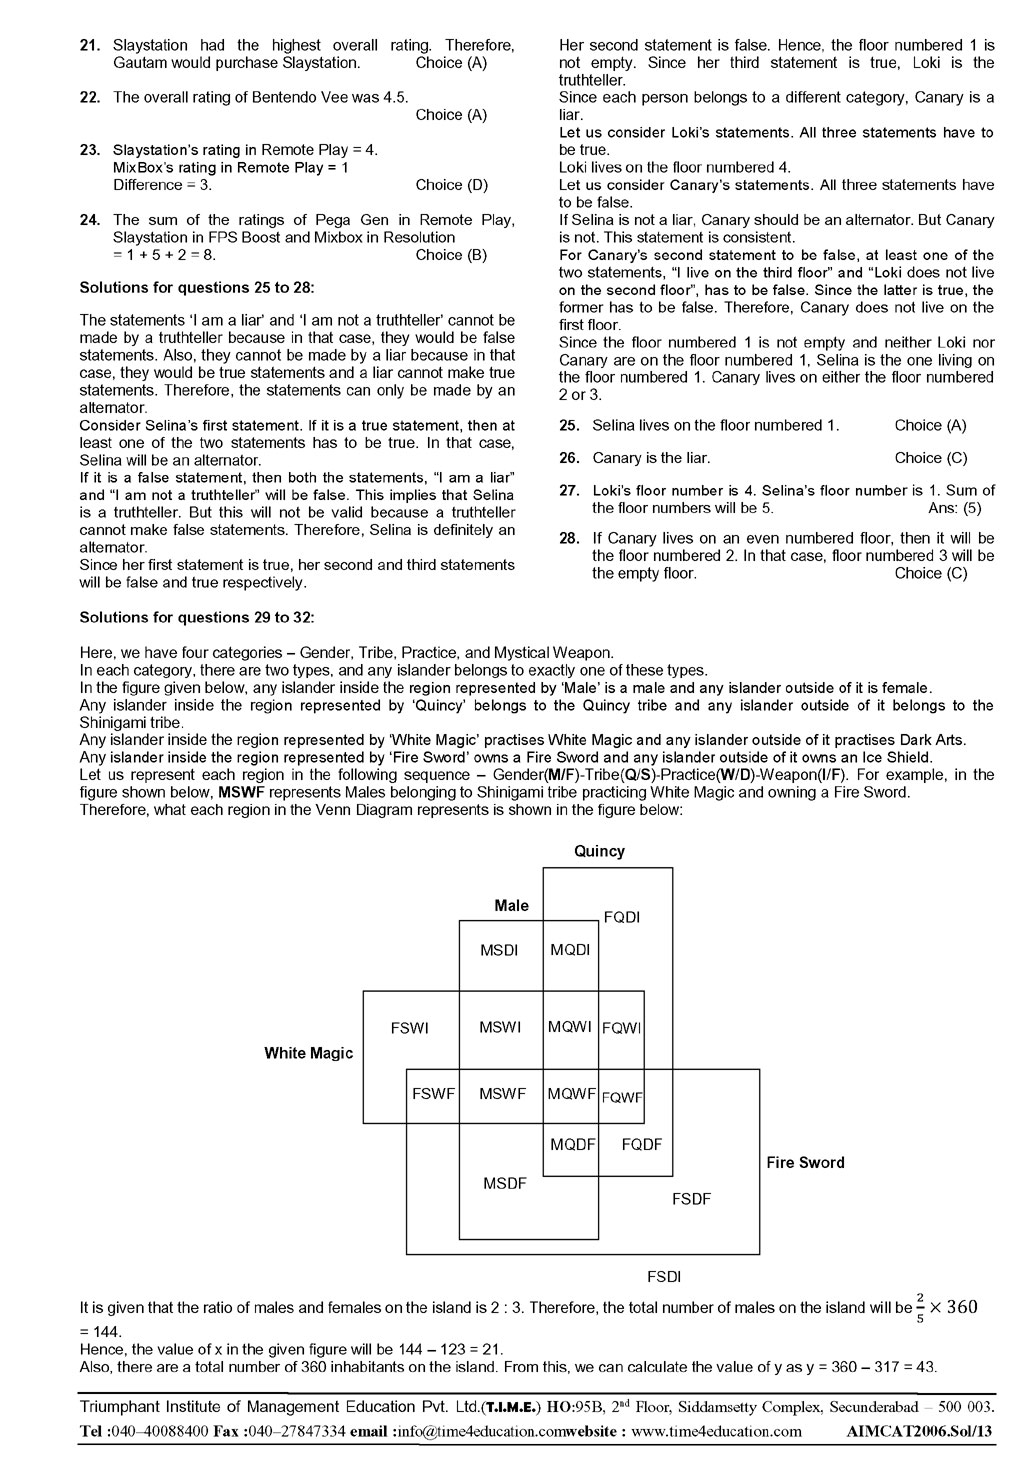 21. Slaystation had the highest overall rating. Therefore,
Gautam would purchase Slaystation. Choice (A)
22. The overall rating of Bentendo Vee was 4.5.
Choice (A)
23. Slaystation's rating in Remote Play = 4.
MixBox's rating in Remote Play = 1
Difference = 3. Choice (D)
24. The sum of the ratings of Pega Gen in Remote Play,
Slaystation in FPS Boost and Mixbox in Resolution
= 1 + 5 + 2 = 8. Choice (B)
Solutions for questions 25 to 28:
The statements 'I am a liar' and 'I am not a truthteller' cannot be
made by a truthteller because in that case, they would be false
statements. Also, they cannot be made by a liar because in that
case, they would be true statements and a liar cannot make true
statements. Therefore, the statements can only be made by an
alternator.
Consider Selina's first statement. If it is a true statement, then at
least one of the two statements has to be true. In that case,
Selina will be an alternator.
If it is a false statement, then both the statements, “I am a liar”
and “I am not a truthteller” will be false. This implies that Selina
is a truthteller. But this will not be valid because a truthteller
cannot make false statements. Therefore, Selina is definitely an
alternator.
Since her first statement is true, her second and third statements
will be false and true respectively.
Her second statement is false. Hence, the floor numbered 1 is
not empty. Since her third statement is true, Loki is the
truthteller.
Since each person belongs to a different category, Canary is a
liar.
Let us consider Loki's statements. All three statements have to
be true.
Loki lives on the floor numbered 4.
Let us consider Canary's statements. All three statements have
to be false.
If Selina is not a liar, Canary should be an alternator. But Canary
is not. This statement is consistent.
For Canary's second statement to be false, at least one of the
two statements, “I live on the third floor” and “Loki does not live
on the second floor”, has to be false. Since the latter is true, the
former has to be false. Therefore, Canary does not live on the
first floor.
Since the floor numbered 1 is not empty and neither Loki nor
Canary are on the floor numbered 1, Selina is the one living on
the floor numbered 1. Canary lives on either the floor numbered
2 or 3.
25. Selina lives on the floor numbered 1. Choice (A)
26. Canary is the liar. Choice (C)
27. Loki's floor number is 4. Selina's floor number is 1. Sum of
the floor numbers will be 5. Ans: (5)
28. If Canary lives on an even numbered floor, then it will be
the floor numbered 2. In that case, floor numbered 3 will be
the empty floor. Choice (C)
Solutions for questions 29 to 32:
Here, we have four categories – Gender, Tribe, Practice, and Mystical Weapon.
In each category, there are two types, and any islander belongs to exactly one of these types.
In the figure given below, any islander inside the region represented by 'Male' is a male and any islander outside of it is female.
Any islander inside the region represented by 'Quincy' belongs to the Quincy tribe and any islander outside of it belongs to the
Shinigami tribe.
Any islander inside the region represented by 'White Magic' practises White Magic and any islander outside of it practises Dark Arts.
Any islander inside the region represented by 'Fire Sword' owns a Fire Sword and any islander outside of it owns an Ice Shield.
Let us represent each region in the following sequence – Gender(M/F)-Tribe(Q/S)-Practice(W/D)-Weapon(I/F). For example, in the
figure shown below, MSWF represents Males belonging to Shinigami tribe practicing White Magic and owning a Fire Sword.
Therefore, what each region in the Venn Diagram represents is shown in the figure below:
Quincy
Male
FQDI
MSDI MQDI
FSWI MSWI MQWI FQWI
White Magic
FSWF MSWF MQWF FQWF
MQDF FQDF
Fire Sword
MSDF
FSDF
FSDI
It is given that the ratio of males and females on the island is 2 : 3. Therefore, the total number of males on the island will be 2/5 × 360
= 144.
Hence, the value of x in the given figure will be 144 – 123 = 21.
Also, there are a total number of 360 inhabitants on the island. From this, we can calculate the value of y as y = 360 – 317 = 43.
Triumphant Institute of Management Education Pvt. Ltd.(T.I.M.E.) HO:95B, 2nd Floor, Siddamsetty Complex, Secunderabad – 500 003.
Tel :040–40088400 Fax :040–27847334 email :info@time4education.comwebsite : www.time4education.com AIMCAT2006.Sol/13